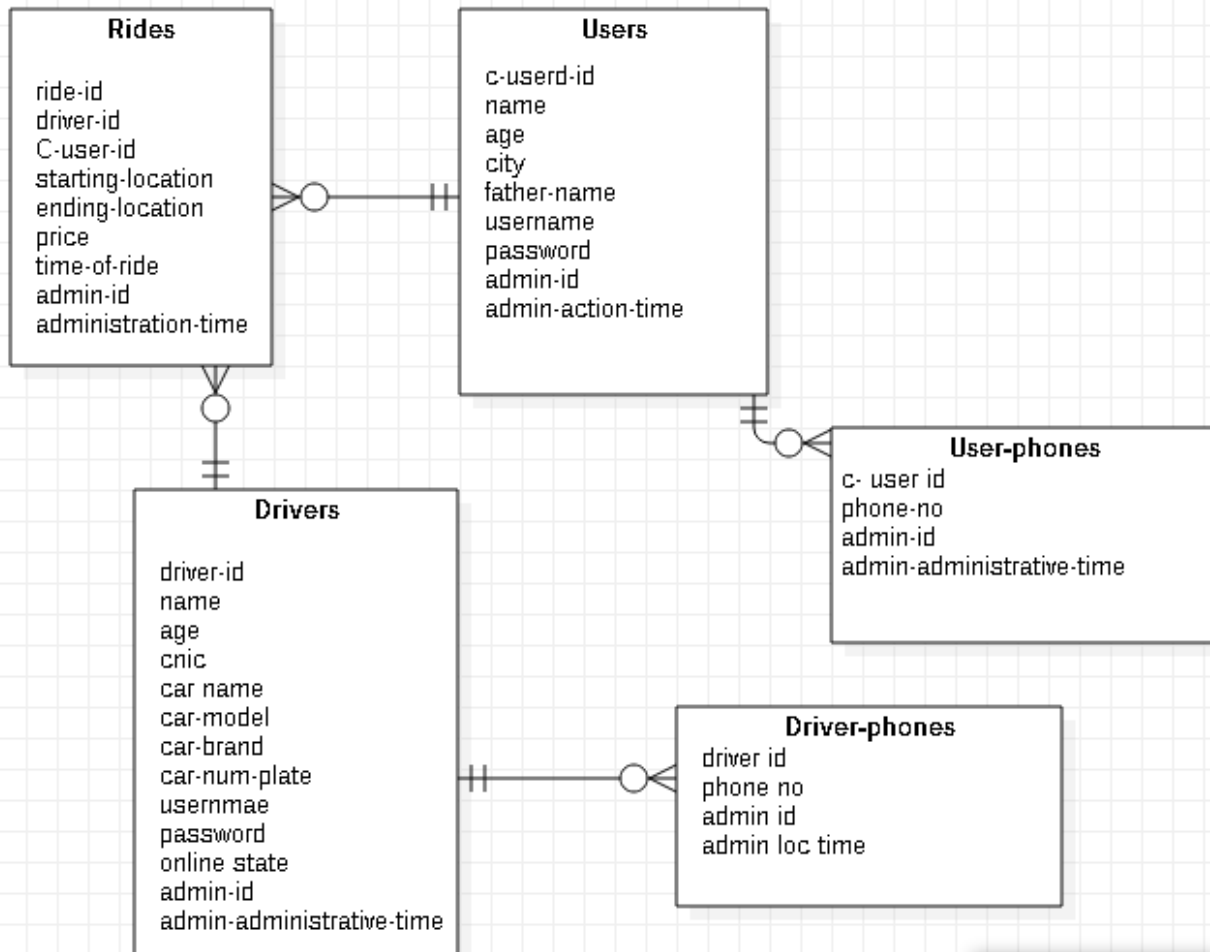 Rides
ride-id
driver-id
C-user-id
starting-location
ending-location
price
time-of-ride
admin-id
administration-time
Users
c-userd-id
name
age
city
father-name
username
password
admin-id
admin-action-time
User-phones
c- user id
phone-no
admin-id
admin-administrative-time
Drivers
driver-id
name
age
cnic
car name
car-model
car-brand
car-num-plate
usernmae
password
online state
admin-id
admin-administrative-time
Driver-phones
driver id
phone no
admin id
admin loc time